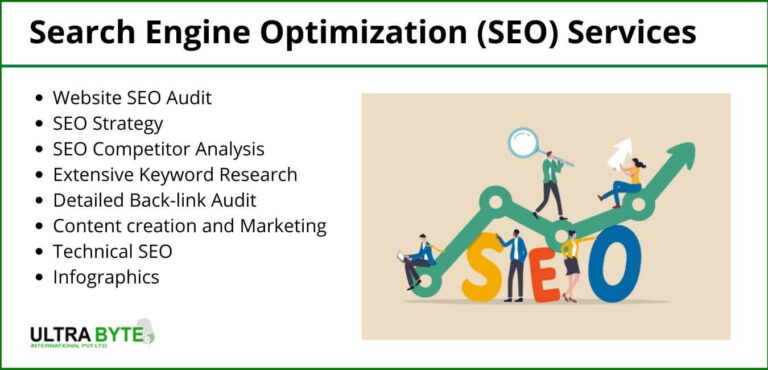 Search Engine Optimization (SEO) Services
Website SEO Audit
SEO Strategy
SEO Competitor Analysis
Extensive Keyword Research
Detailed Back-link Audit
Content creation and Marketing
Technical SEO
Infographics
SEO
ULTRA BYTE
INTERNATIONAL PVT LTD